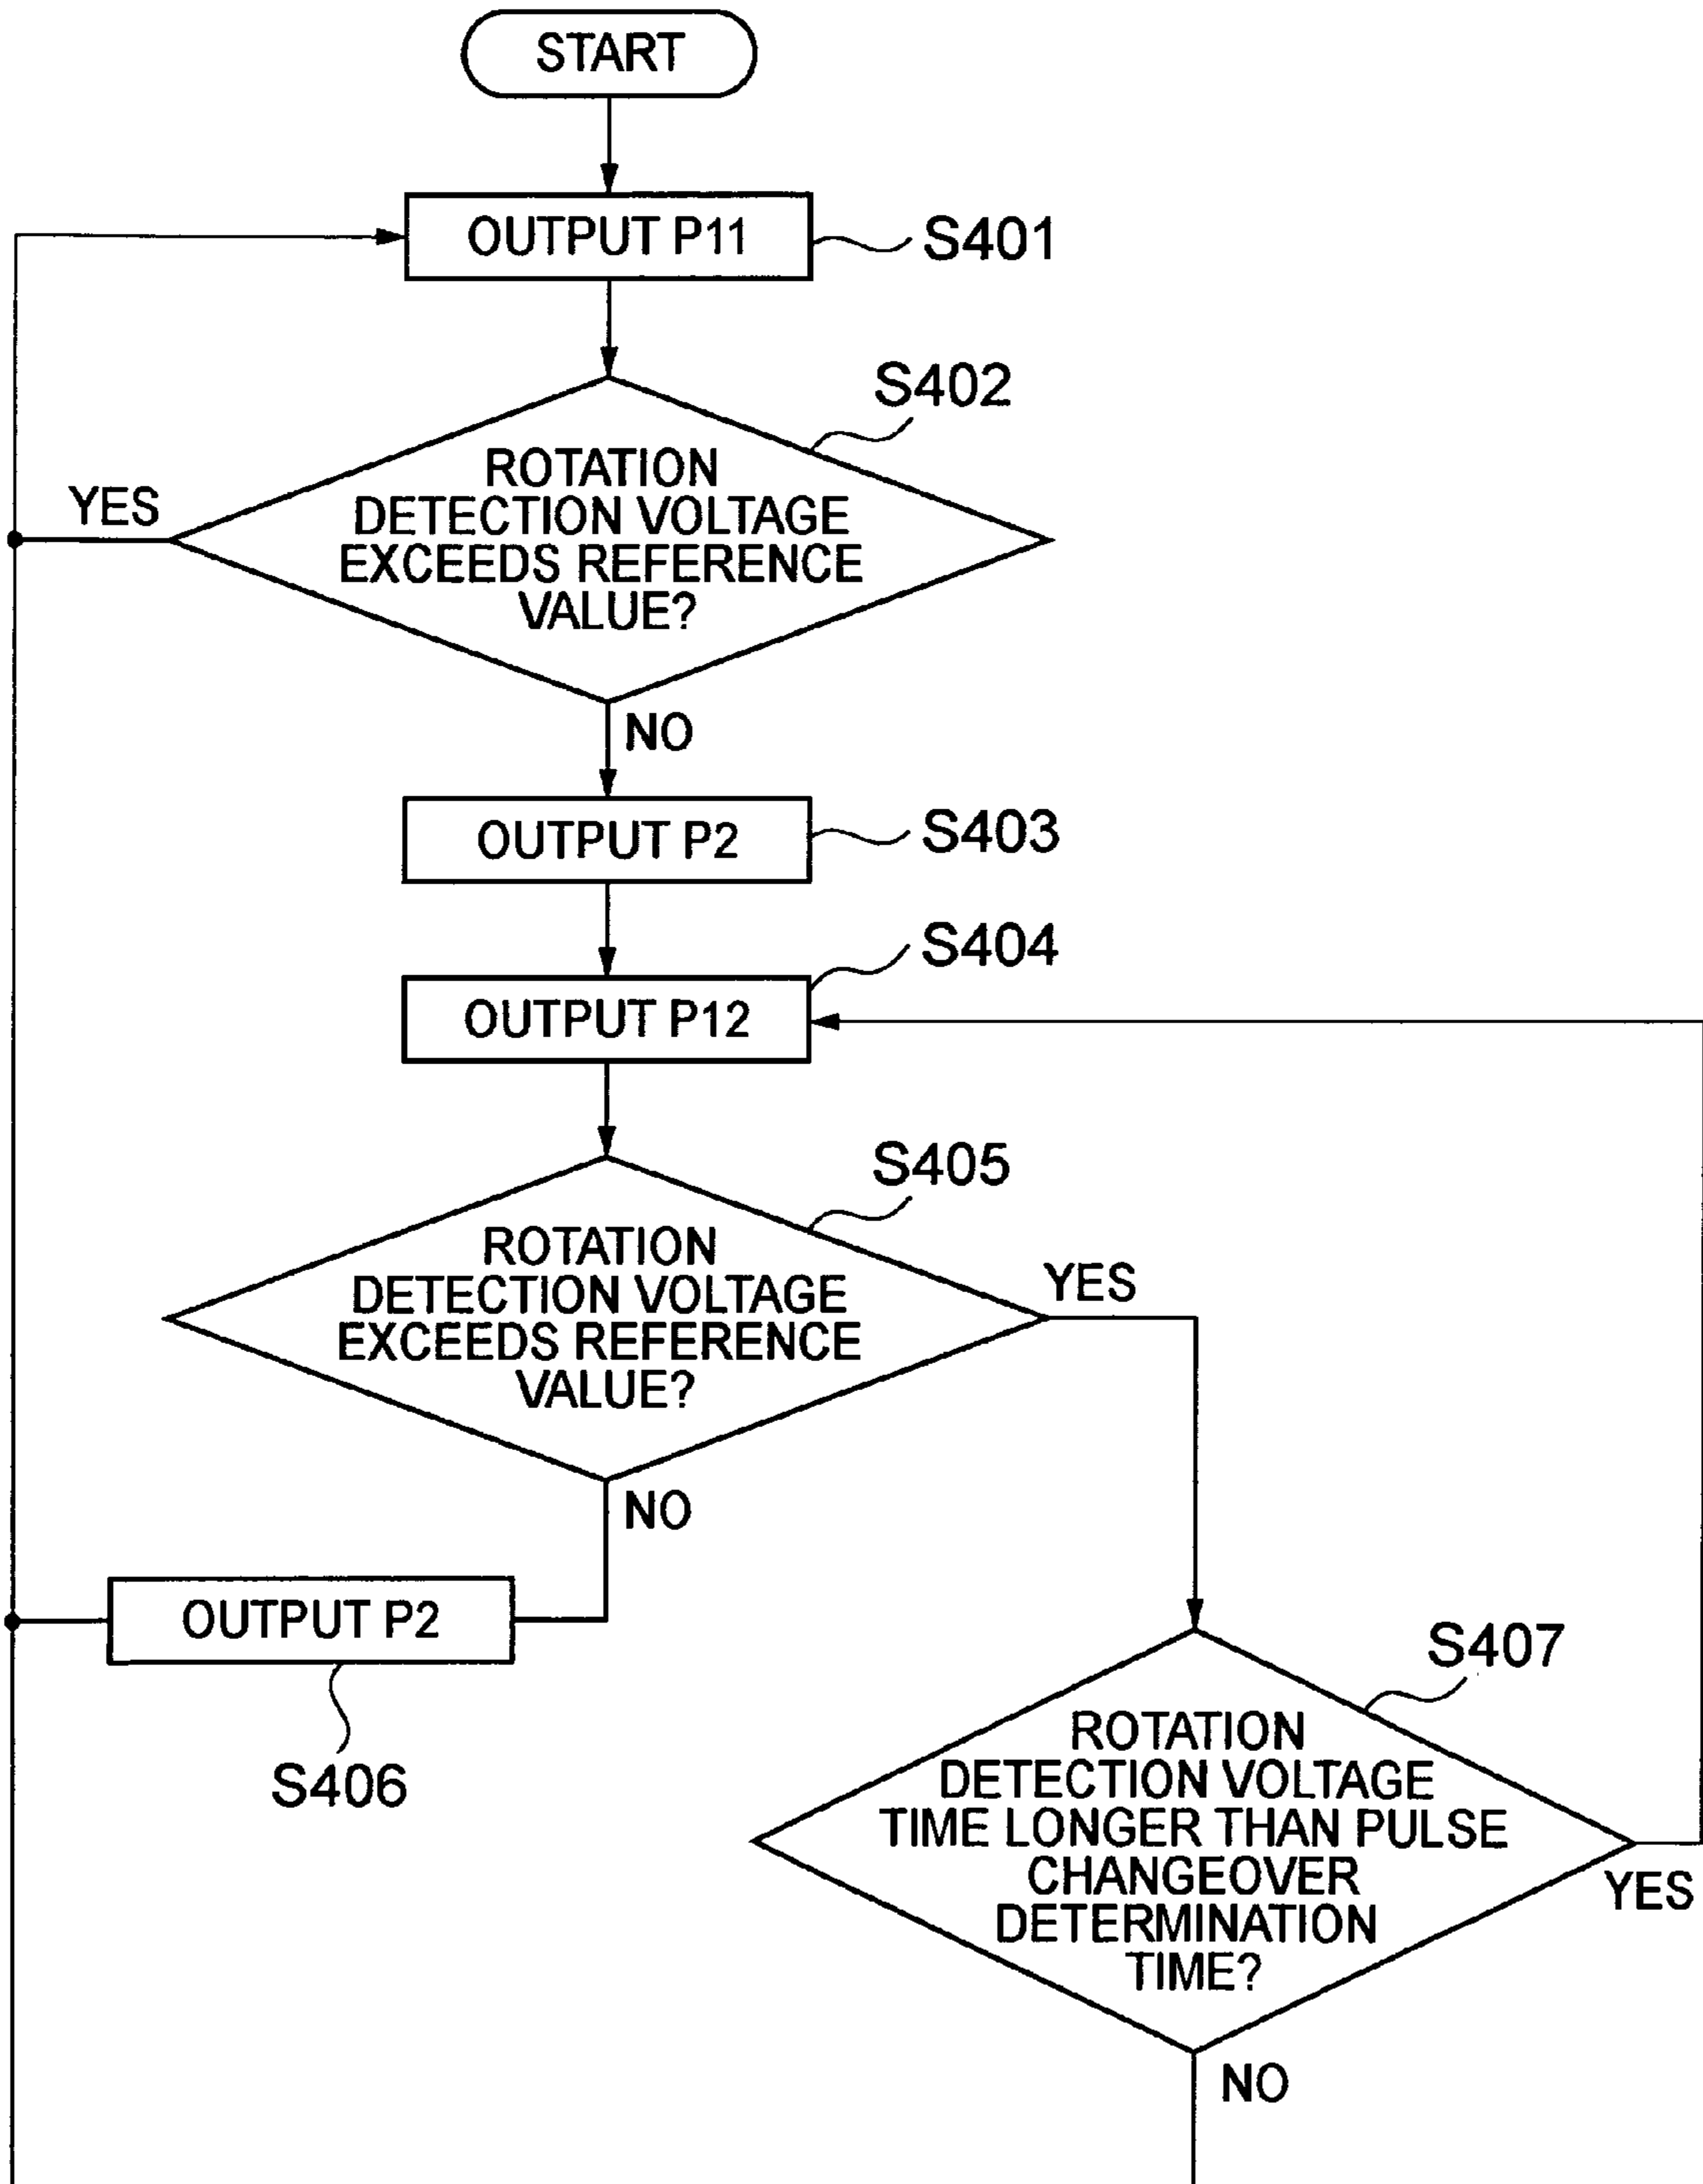 START
OUTPUT P11
S401
S402
ROTATION
DETECTION VOLTAGE
EXCEEDS REFERENCE
VALUE?
YES
NO
OUTPUT P2
S403
S404
OUTPUT P12
S405
ROTATION
DETECTION VOLTAGE
EXCEEDS REFERENCE
VALUE?
YES
NO
OUTPUT P2
S406
S407
ROTATION
DETECTION VOLTAGE
TIME LONGER THAN PULSE
CHANGEOVER
DETERMINATION
TIME?
YES
NO